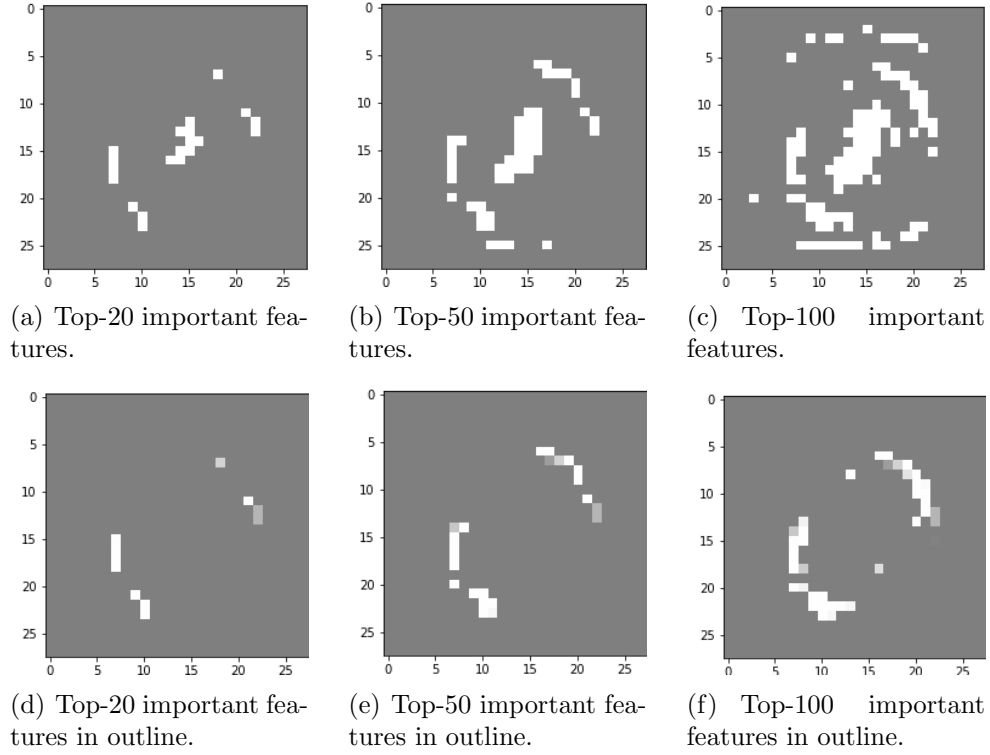 0
5
10
15
20
25
0 5 10 15 20 25
(a) Top-20 important fea-
tures.
0
5
10
15
20
25
0 5 10 15 20 25
(b) Top-50 important fea-
tures.
0
5
10
15
20
25
0 5 10 15 20 25
(c) Top-100 important
features.
0
5
10
15
20
25
0 5 10 15 20 25
(d) Top-20 important fea-
tures in outline.
0
5
10
15
20
25
0 5 10 15 20 25
(e) Top-50 important fea-
tures in outline.
0
5
10
15
20
25
0 5 10 15 20 25
(f) Top-100 important
features in outline.